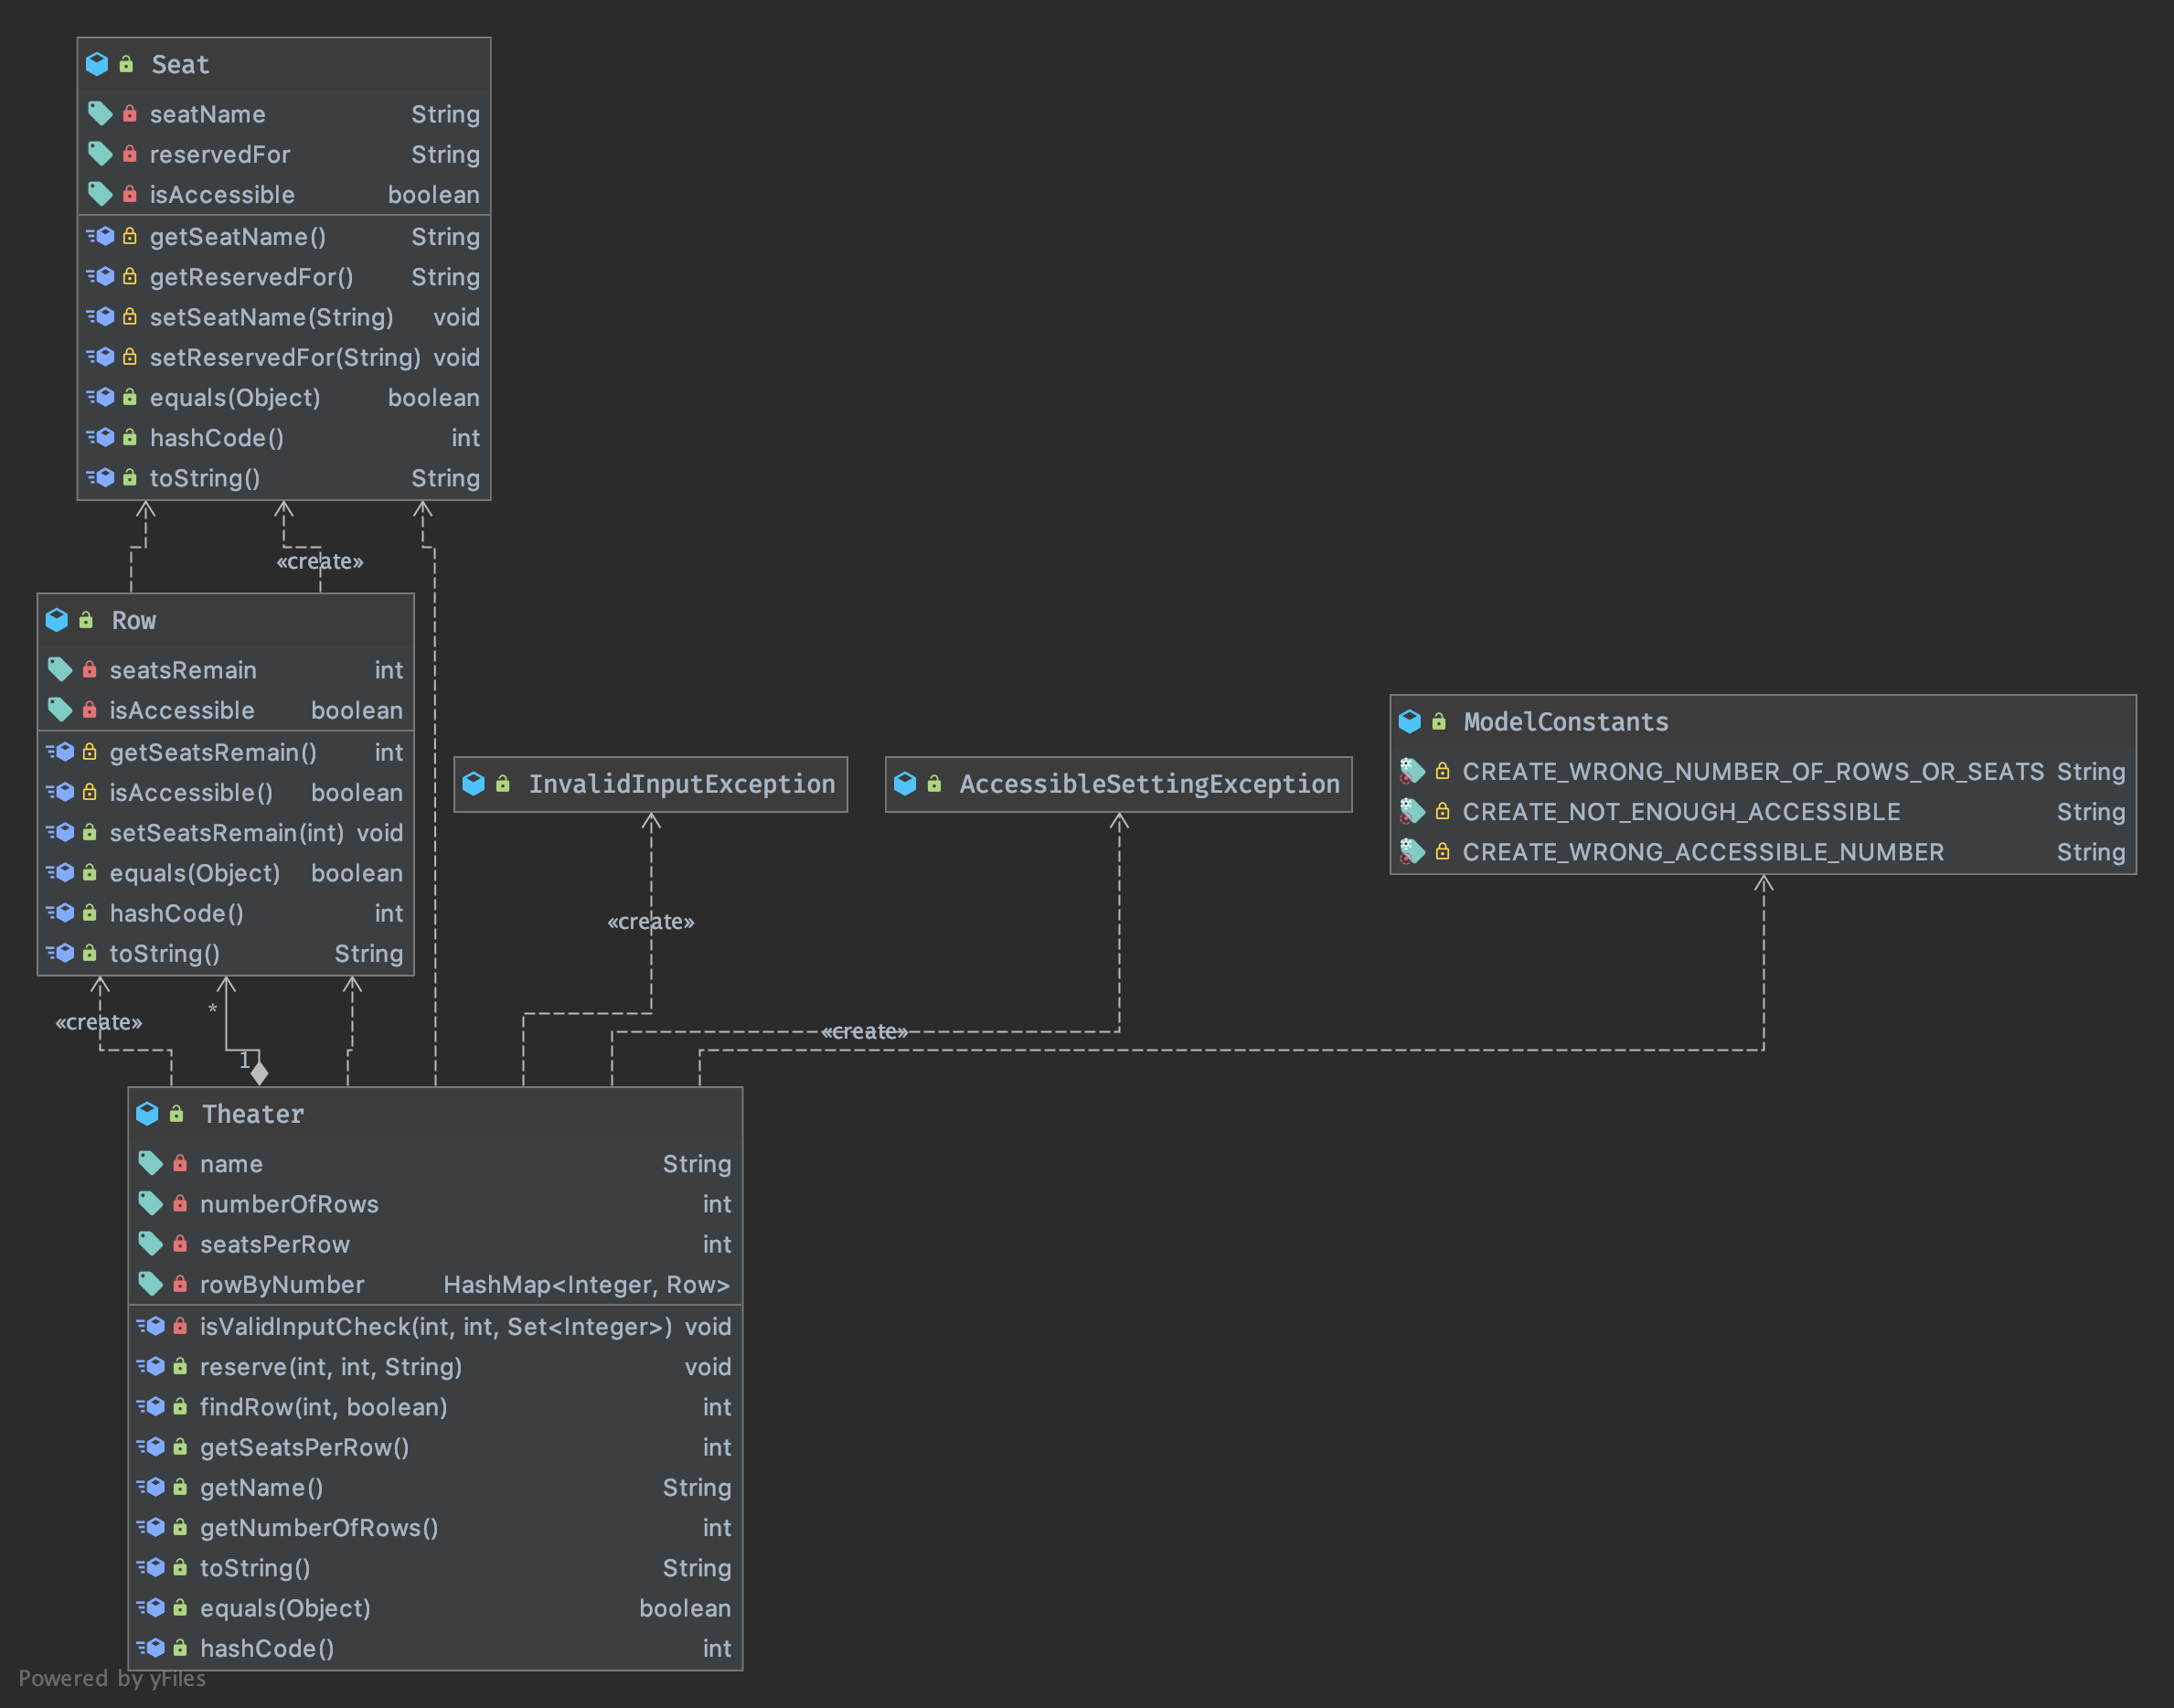 Seat
seatName String
reservedFor String
isAccessible boolean
getSeatName() String
getReservedFor() String
setSeatName(String) void
setReservedFor(String) void
equals(Object) boolean
hashCode() int
toString() String
«create»
Row
seatsRemain int
isAccessible boolean
getSeatsRemain() int
isAccessible() boolean
setSeatsRemain(int) void
equals(Object) boolean
hashCode() int
toString() String
InvalidInputException
AccessibleSettingException
ModelConstants
CREATE_WRONG_NUMBER_OF_ROWS_OR_SEATS String
CREATE_NOT_ENOUGH_ACCESSIBLE String
CREATE_WRONG_ACCESSIBLE_NUMBER String
«create»
*
«create»
«create»
1
Theater
name String
numberOfRows int
seatsPerRow int
rowByNumber HashMap<Integer, Row>
isValidInputCheck(int, int, Set<Integer>) void
reserve(int, int, String) void
findRow(int, boolean) int
getSeatsPerRow() int
getName() String
getNumberOfRows() int
toString() String
equals(Object) boolean
hashCode() int
Powered by yFiles